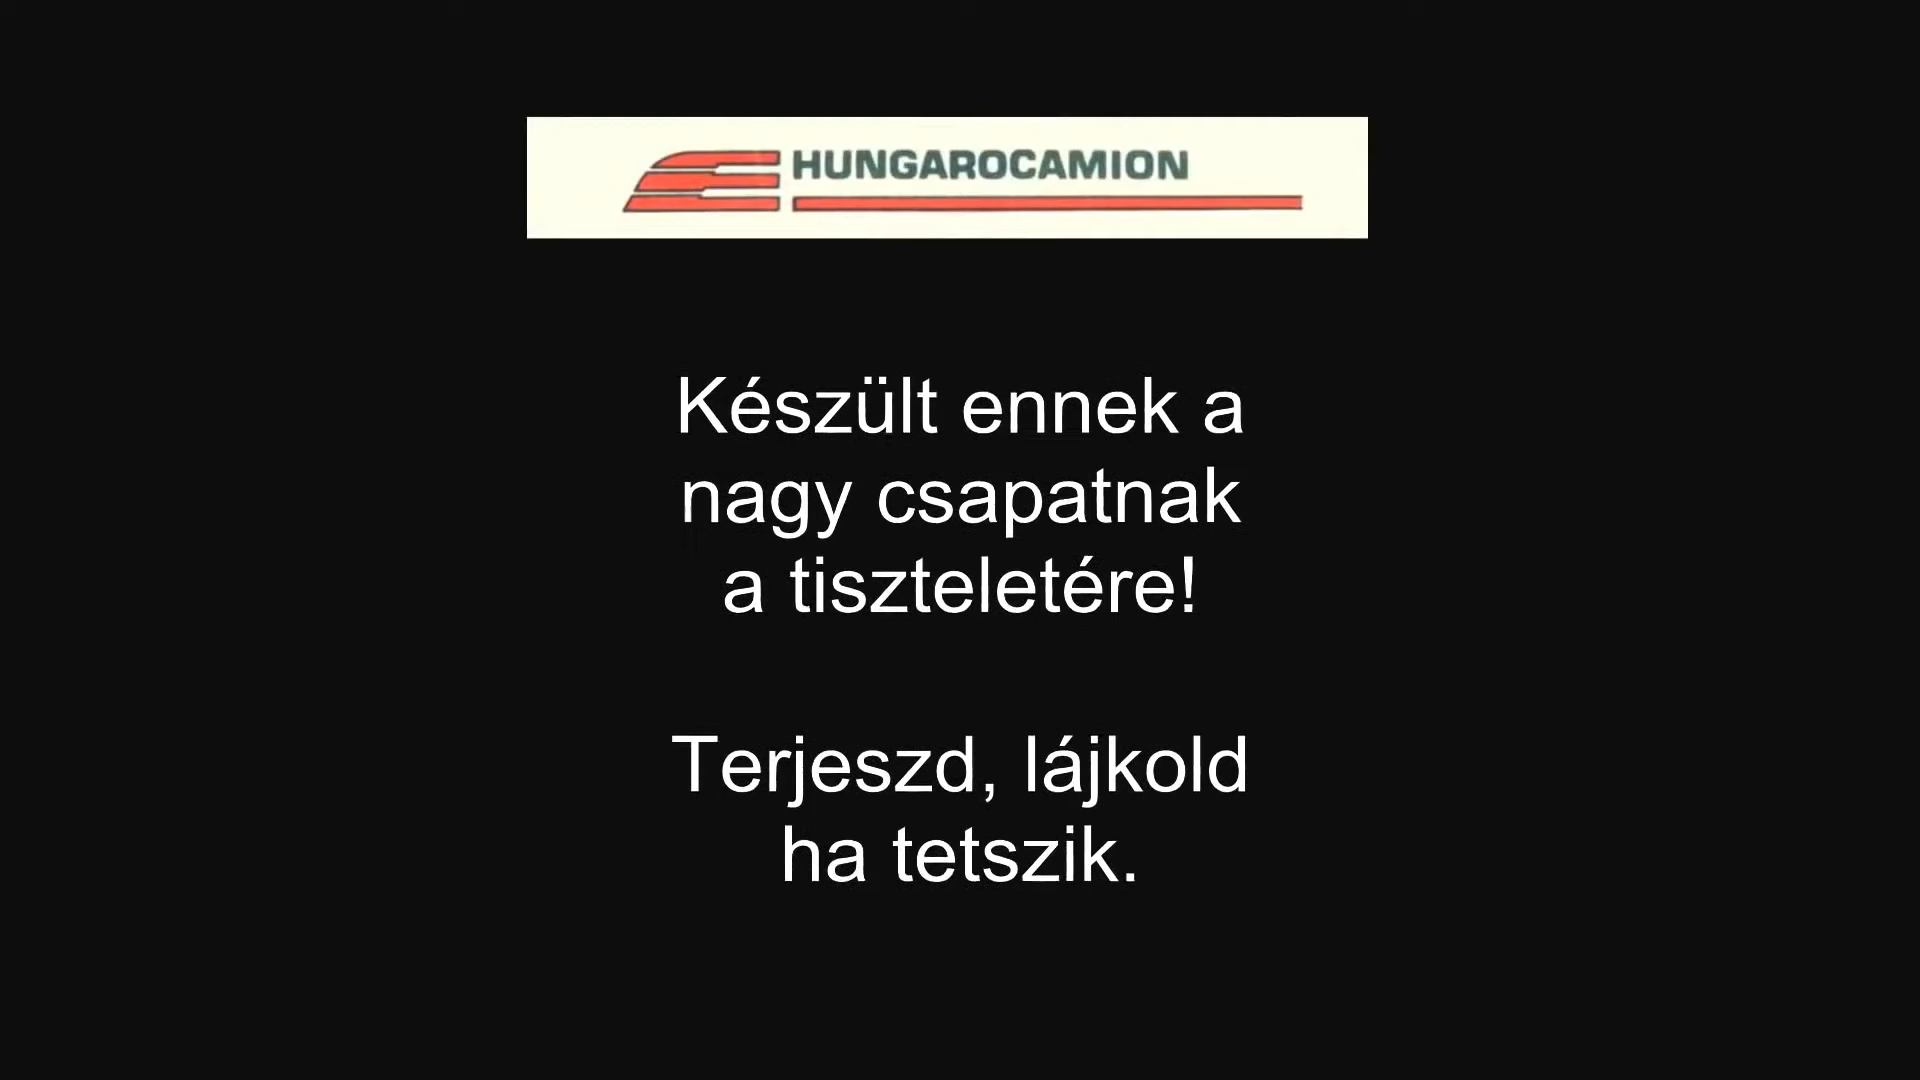 HUNGAROCAMION
Készült ennek a
nagy csapatnak
a tiszteletére!
Terjeszd, lájkold
ha tetszik.